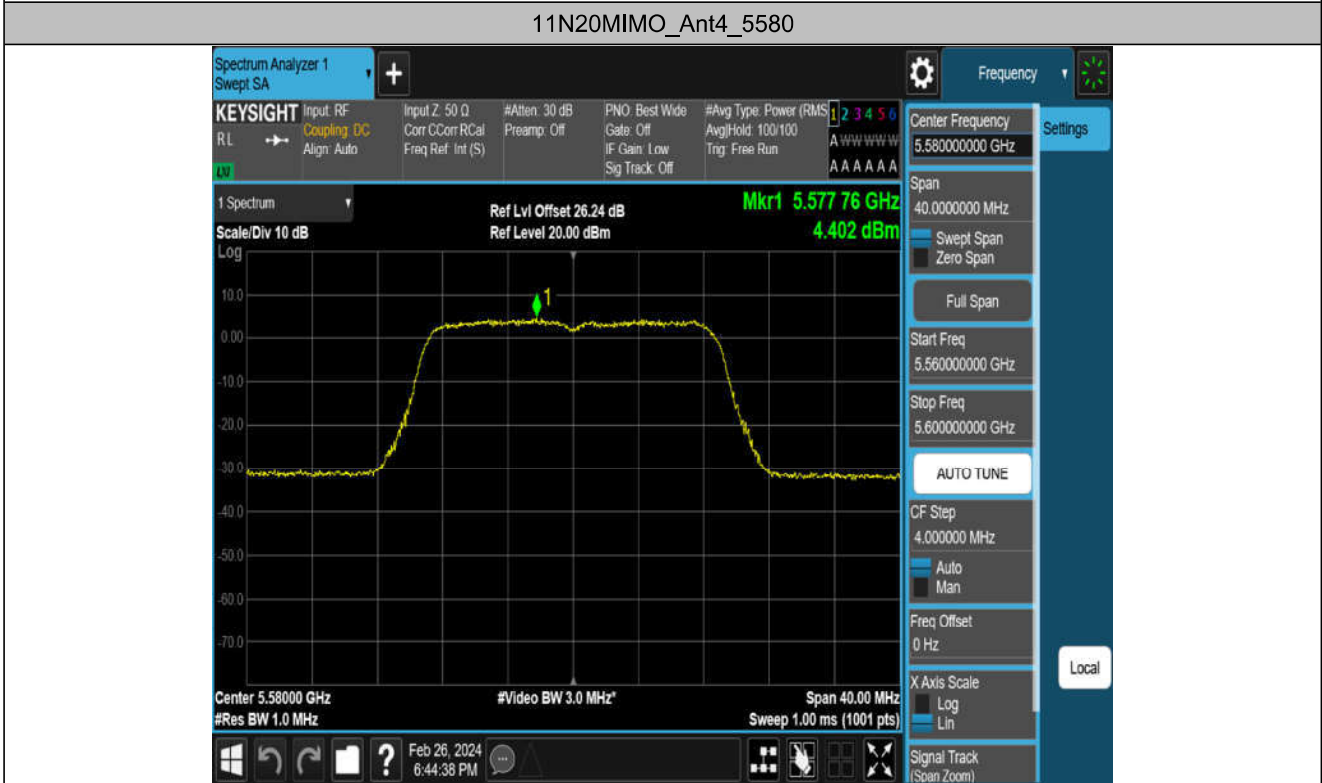 11N20MIMO_Ant4_5580
Spectrum Analyzer 1
Swept SA
+
Frequency
KEYSIGHT
RL
LXI
Input: RF
Coupling: DC
Align: Auto
Input Z: 50 Ω
Corr CCorr RCal
Freq Ref: Int (S)
#Atten: 30 dB
Preamp: Off
PNO: Best Wide
Gate: Off
IF Gain: Low
Sig Track: Off
#Avg Type: Power (RMS
Avg|Hold: 100/100
Trig: Free Run
1 2 3 4 5 6
A W W W W W
A A A A A A
1 Spectrum
Scale/Div 10 dB
Log
Ref Lvl Offset 26.24 dB
Ref Level 20.00 dBm
Mkr1 5.577 76 GHz
4.402 dBm
1
10.0
0.00
-10.0
-20.0
-30.0
-40.0
-50.0
-60.0
-70.0
Center 5.58000 GHz
#Res BW 1.0 MHz
#Video BW 3.0 MHz*
Span 40.00 MHz
Sweep 1.00 ms (1001 pts)
?
Feb 26, 2024
6:44:38 PM
Center Frequency
5.580000000 GHz
Settings
Span
40.0000000 MHz
Swept Span
Zero Span
Full Span
Start Freq
5.560000000 GHz
Stop Freq
5.600000000 GHz
AUTO TUNE
CF Step
4.000000 MHz
Auto
Man
Freq Offset
0 Hz
X Axis Scale
Log
Lin
Local
Signal Track
(Span Zoom)